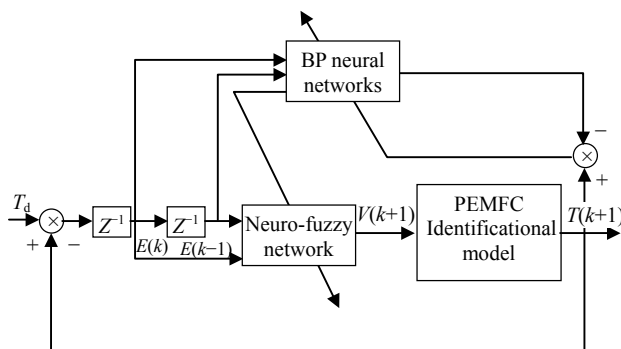 BP neural
networks
−
×
+
T_d
×
+
−
Z⁻¹
Z⁻¹
E(k)
E(k−1)
Neuro-fuzzy
network
V(k+1)
PEMFC
Identificational
model
T(k+1)